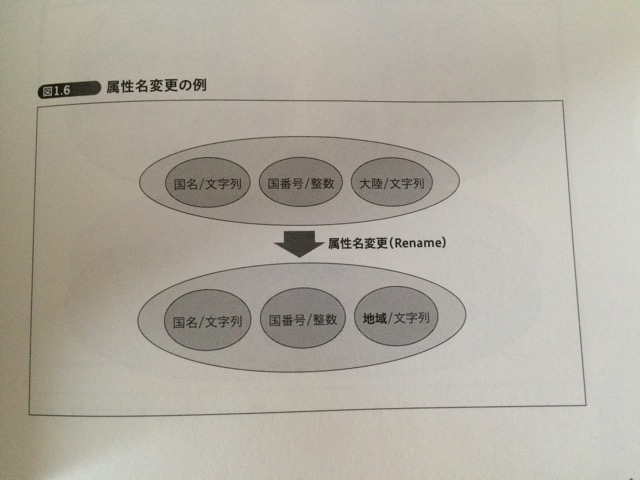 図1.6 属性名変更の例
国名/文字列 国番号/整数 大陸/文字列
属性名変更(Rename)
国名/文字列 国番号/整数 地域/文字列